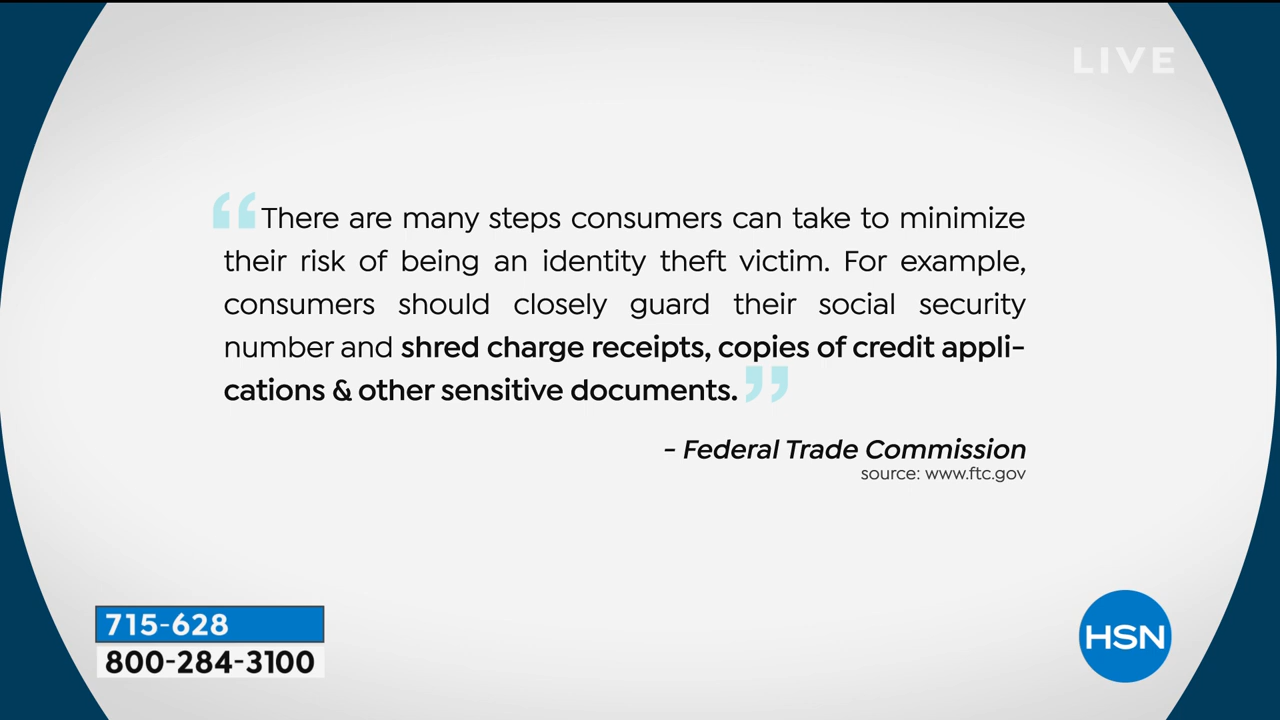 LIVE
“There are many steps consumers can take to minimize
their risk of being an identity theft victim. For example,
consumers should closely guard their social security
number and shred charge receipts, copies of credit appli-
cations & other sensitive documents.”
- Federal Trade Commission
source: www.ftc.gov
715-628
800-284-3100
HSN